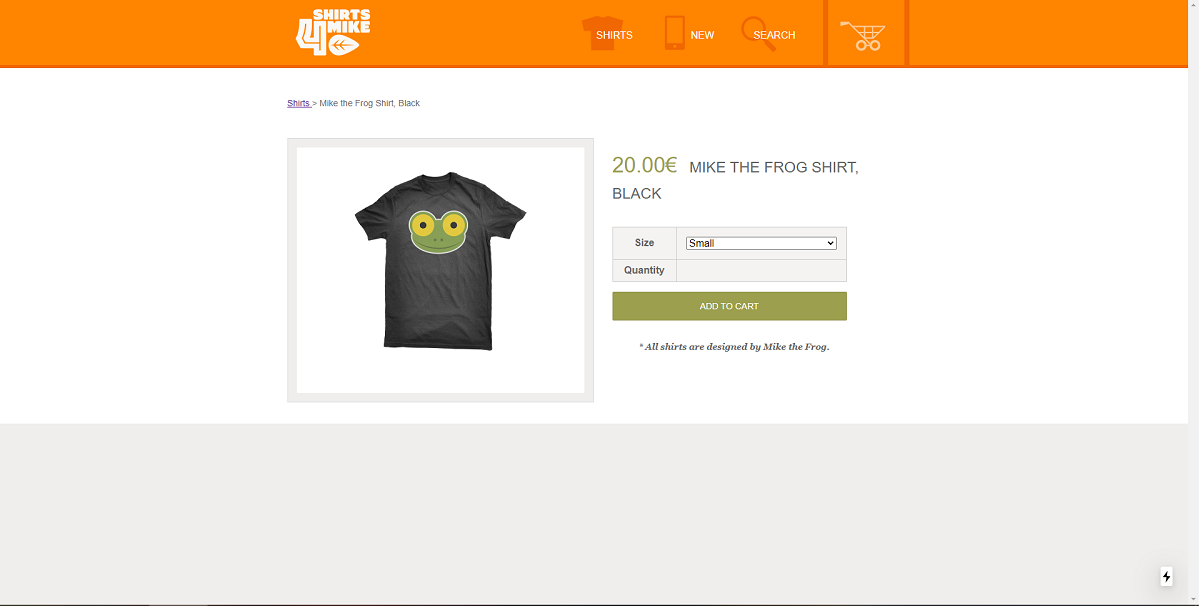 SHIRTS
4 MIKE
SHIRTS
NEW
SEARCH
Shirts > Mike the Frog Shirt, Black
20.00€ MIKE THE FROG SHIRT,
BLACK
Size Small
Quantity
ADD TO CART
* All shirts are designed by Mike the Frog.